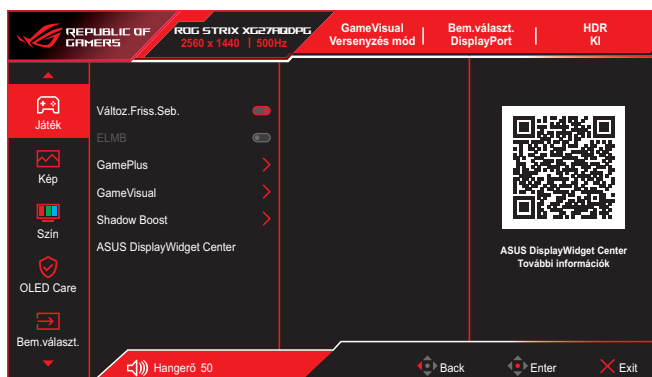 REPUBLIC OF
GAMERS
ROG STRIX XG27AQDPG
2560 x 1440 | 500Hz
GameVisual
Versenyzés mód
Bem.választ.
DisplayPort
HDR
KI
Játék
Kép
Szín
OLED Care
Bem.választ.
Változ.Friss.Seb.
ELMB
GamePlus
GameVisual
Shadow Boost
ASUS DisplayWidget Center
ASUS DisplayWidget Center
További információk
Hangerő 50
Back
Enter
Exit